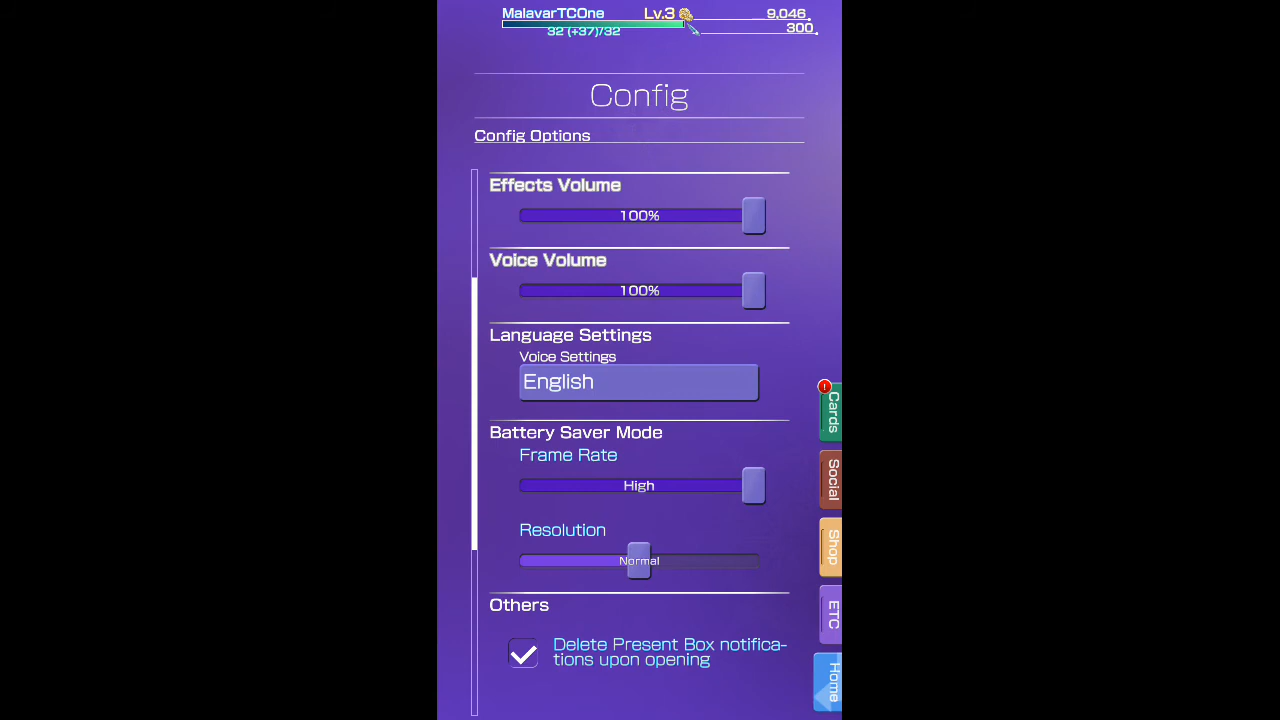 MalavarTCOne Lv.3 9,046
32 (+37)/32 300
Config
Config Options
Effects Volume
100%
Voice Volume
100%
Language Settings
Voice Settings
English
Battery Saver Mode
Frame Rate
High
Resolution
Normal
Others
Delete Present Box notifica-
tions upon opening
!
Cards
Social
Shop
ETC
Home